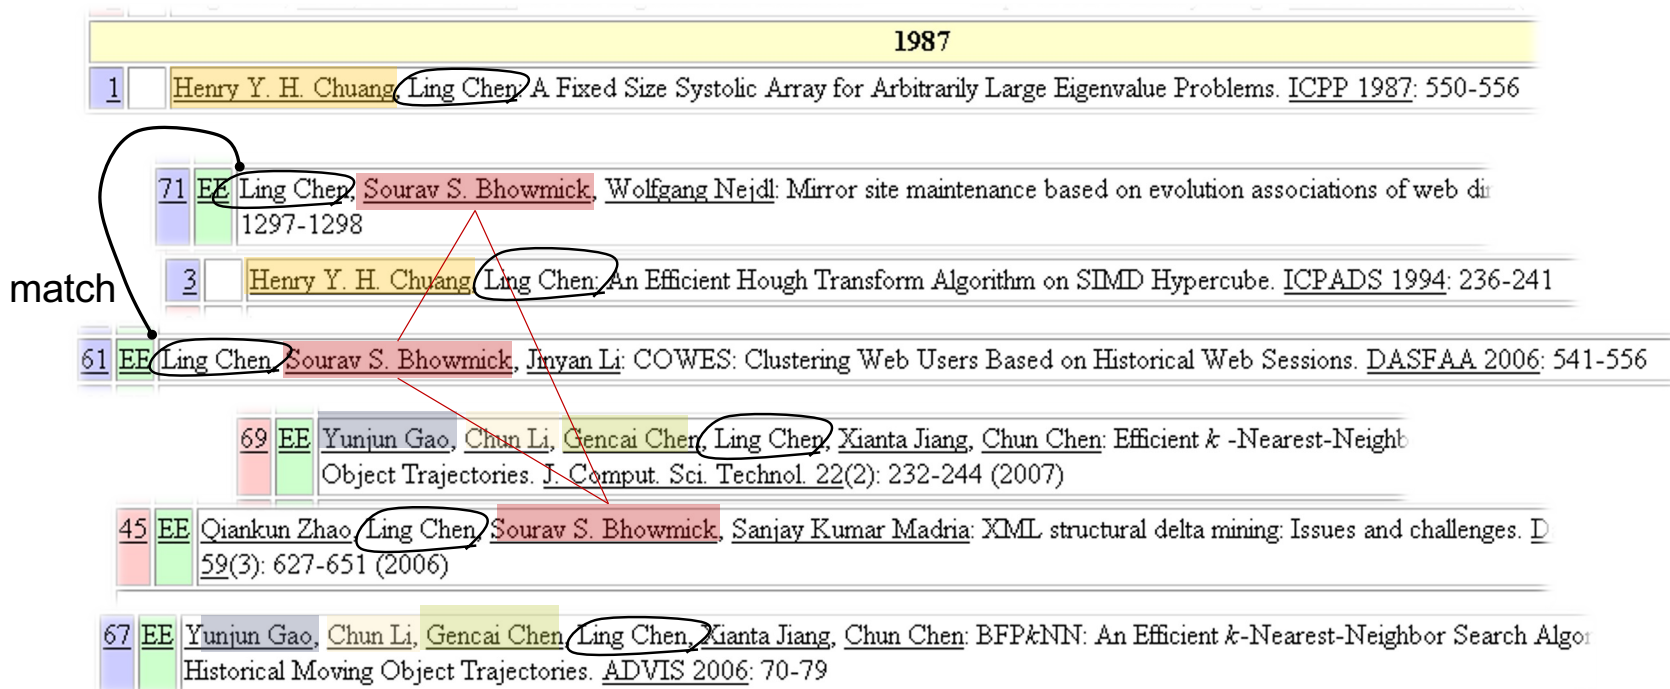 1987
1 Henry Y. H. Chuang, Ling Chen: A Fixed Size Systolic Array for Arbitrarily Large Eigenvalue Problems. ICPP 1987: 550-556
71 EE Ling Chen, Sourav S. Bhowmick, Wolfgang Nejdl: Mirror site maintenance based on evolution associations of web
1297-1298
3 Henry Y. H. Chuang, Ling Chen: An Efficient Hough Transform Algorithm on SIMD Hypercube. ICPADS 1994: 236-241
match
61 EE Ling Chen, Sourav S. Bhowmick, Jinyan Li: COWES: Clustering Web Users Based on Historical Web Sessions. DASFAA 2006: 541-556
69 EE Yunjun Gao, Chun Li, Gencai Chen, Ling Chen, Xianta Jiang, Chun Chen: Efficient k -Nearest-Neighb
Object Trajectories. J. Comput. Sci. Technol. 22(2): 232-244 (2007)
45 EE Qiankun Zhao, Ling Chen, Sourav S. Bhowmick, Sanjay Kumar Madria: XML structural delta mining: Issues and challenges. D
59(3): 627-651 (2006)
67 EE Yunjun Gao, Chun Li, Gencai Chen, Ling Chen, Xianta Jiang, Chun Chen: BFPkNN: An Efficient k-Nearest-Neighbor Search Algo
Historical Moving Object Trajectories. ADVIS 2006: 70-79